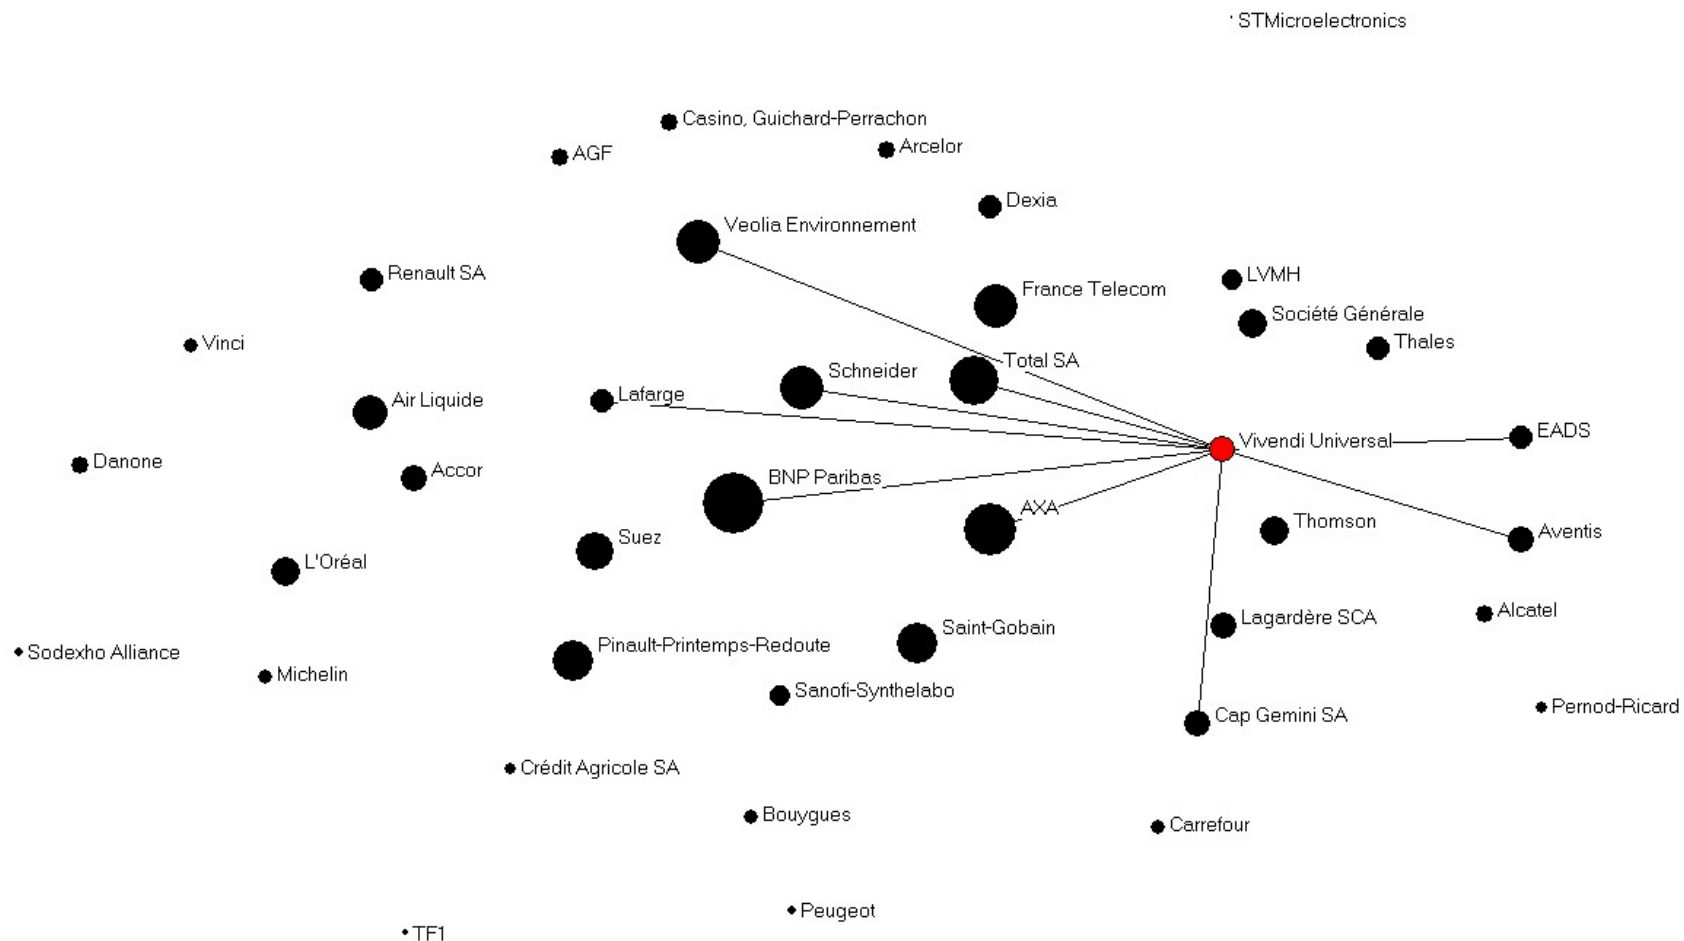 STMicroelectronics
Casino, Guichard-Perrachon
Arcelor
AGF
Dexia
Veolia Environnement
Renault SA
LVMH
France Telecom
Société Générale
Vinci
Thales
Total SA
Schneider
Lafarge
Air Liquide
EADS
Vivendi Universal
Danone
Accor
BNP Paribas
AXA
Thomson
Aventis
Suez
L'Oréal
Alcatel
Lagardère SCA
Saint-Gobain
Pinault-Printemps-Redoute
Sodexho Alliance
Michelin
Sanofi-Synthelabo
Pernod-Ricard
Cap Gemini SA
Crédit Agricole SA
Bouygues
Carrefour
Peugeot
TF1